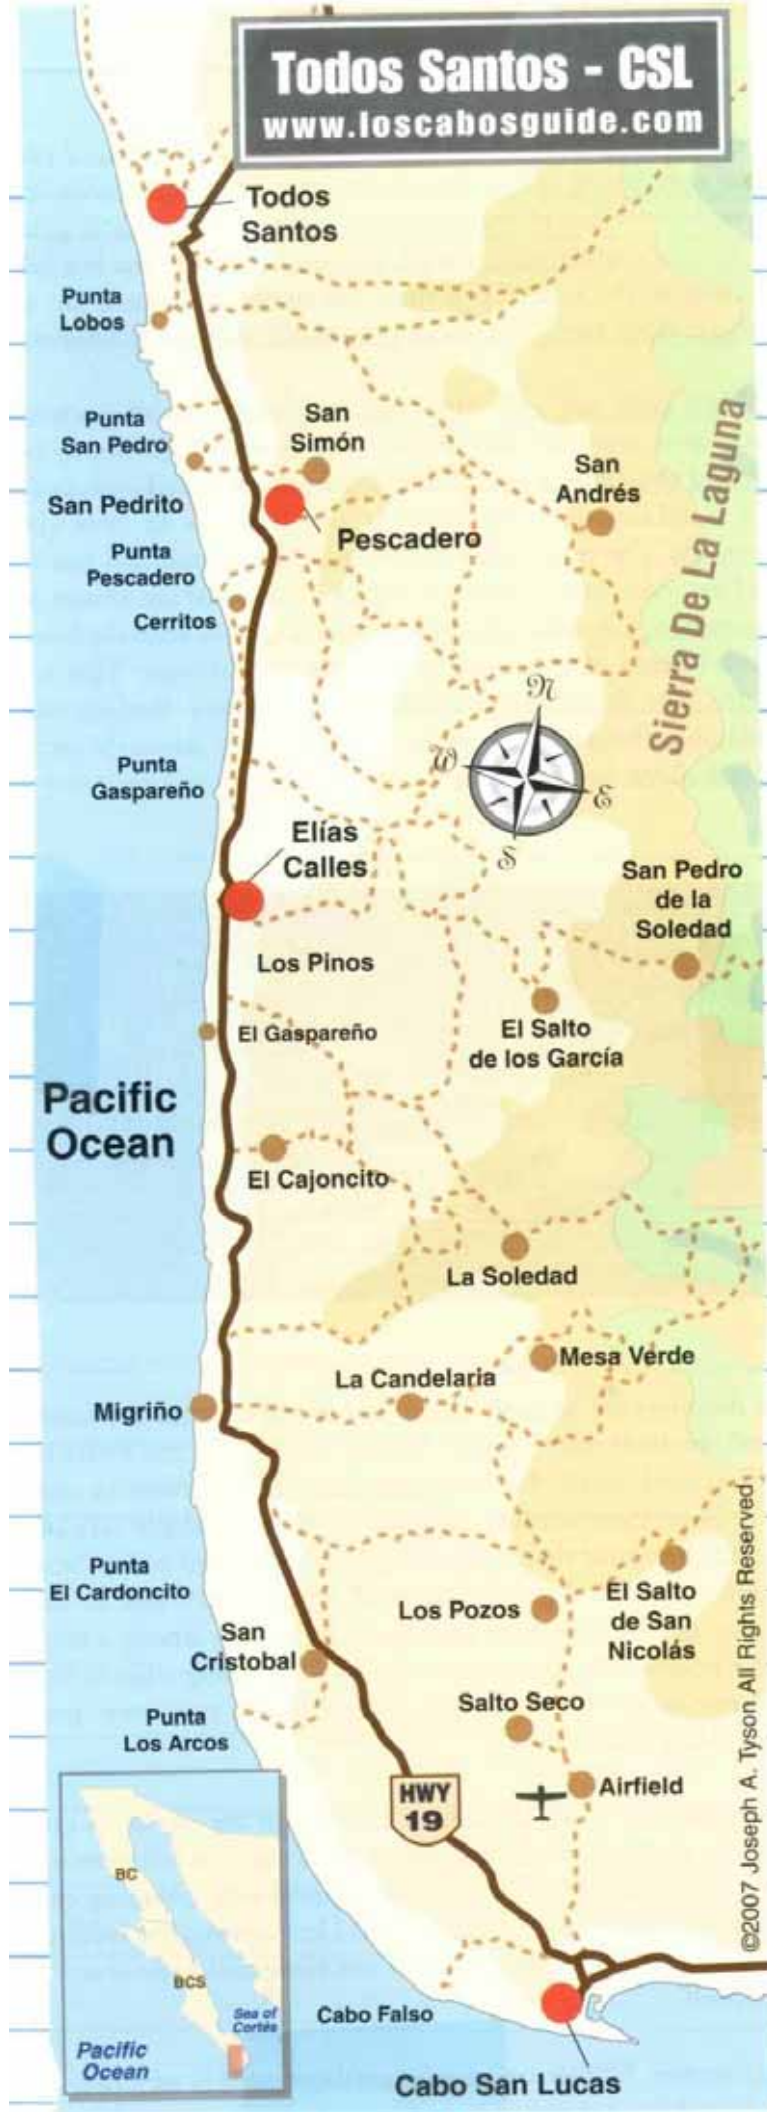 Todos Santos - CSL
www.loscabosguide.com
Todos
Santos
Punta
Lobos
Punta
San Pedro
San
Simón
San
Andrés
San Pedrito
Pescadero
Punta
Pescadero
Cerritos
Sierra De La Laguna
N
W
E
S
Punta
Gaspareño
Elías
Calles
San Pedro
de la
Soledad
Los Pinos
El Gaspareño
El Salto
de los García
Pacific
Ocean
El Cajoncito
La Soledad
Mesa Verde
La Candelaria
Migriño
Punta
El Cardoncito
Los Pozos
El Salto
de San
Nicolás
San
Cristobal
Salto Seco
Punta
Los Arcos
Airfield
HWY
19
©2007 Joseph A. Tyson All Rights Reserved
BC
BCS
Sea of
Cortés
Pacific
Ocean
Cabo Falso
Cabo San Lucas